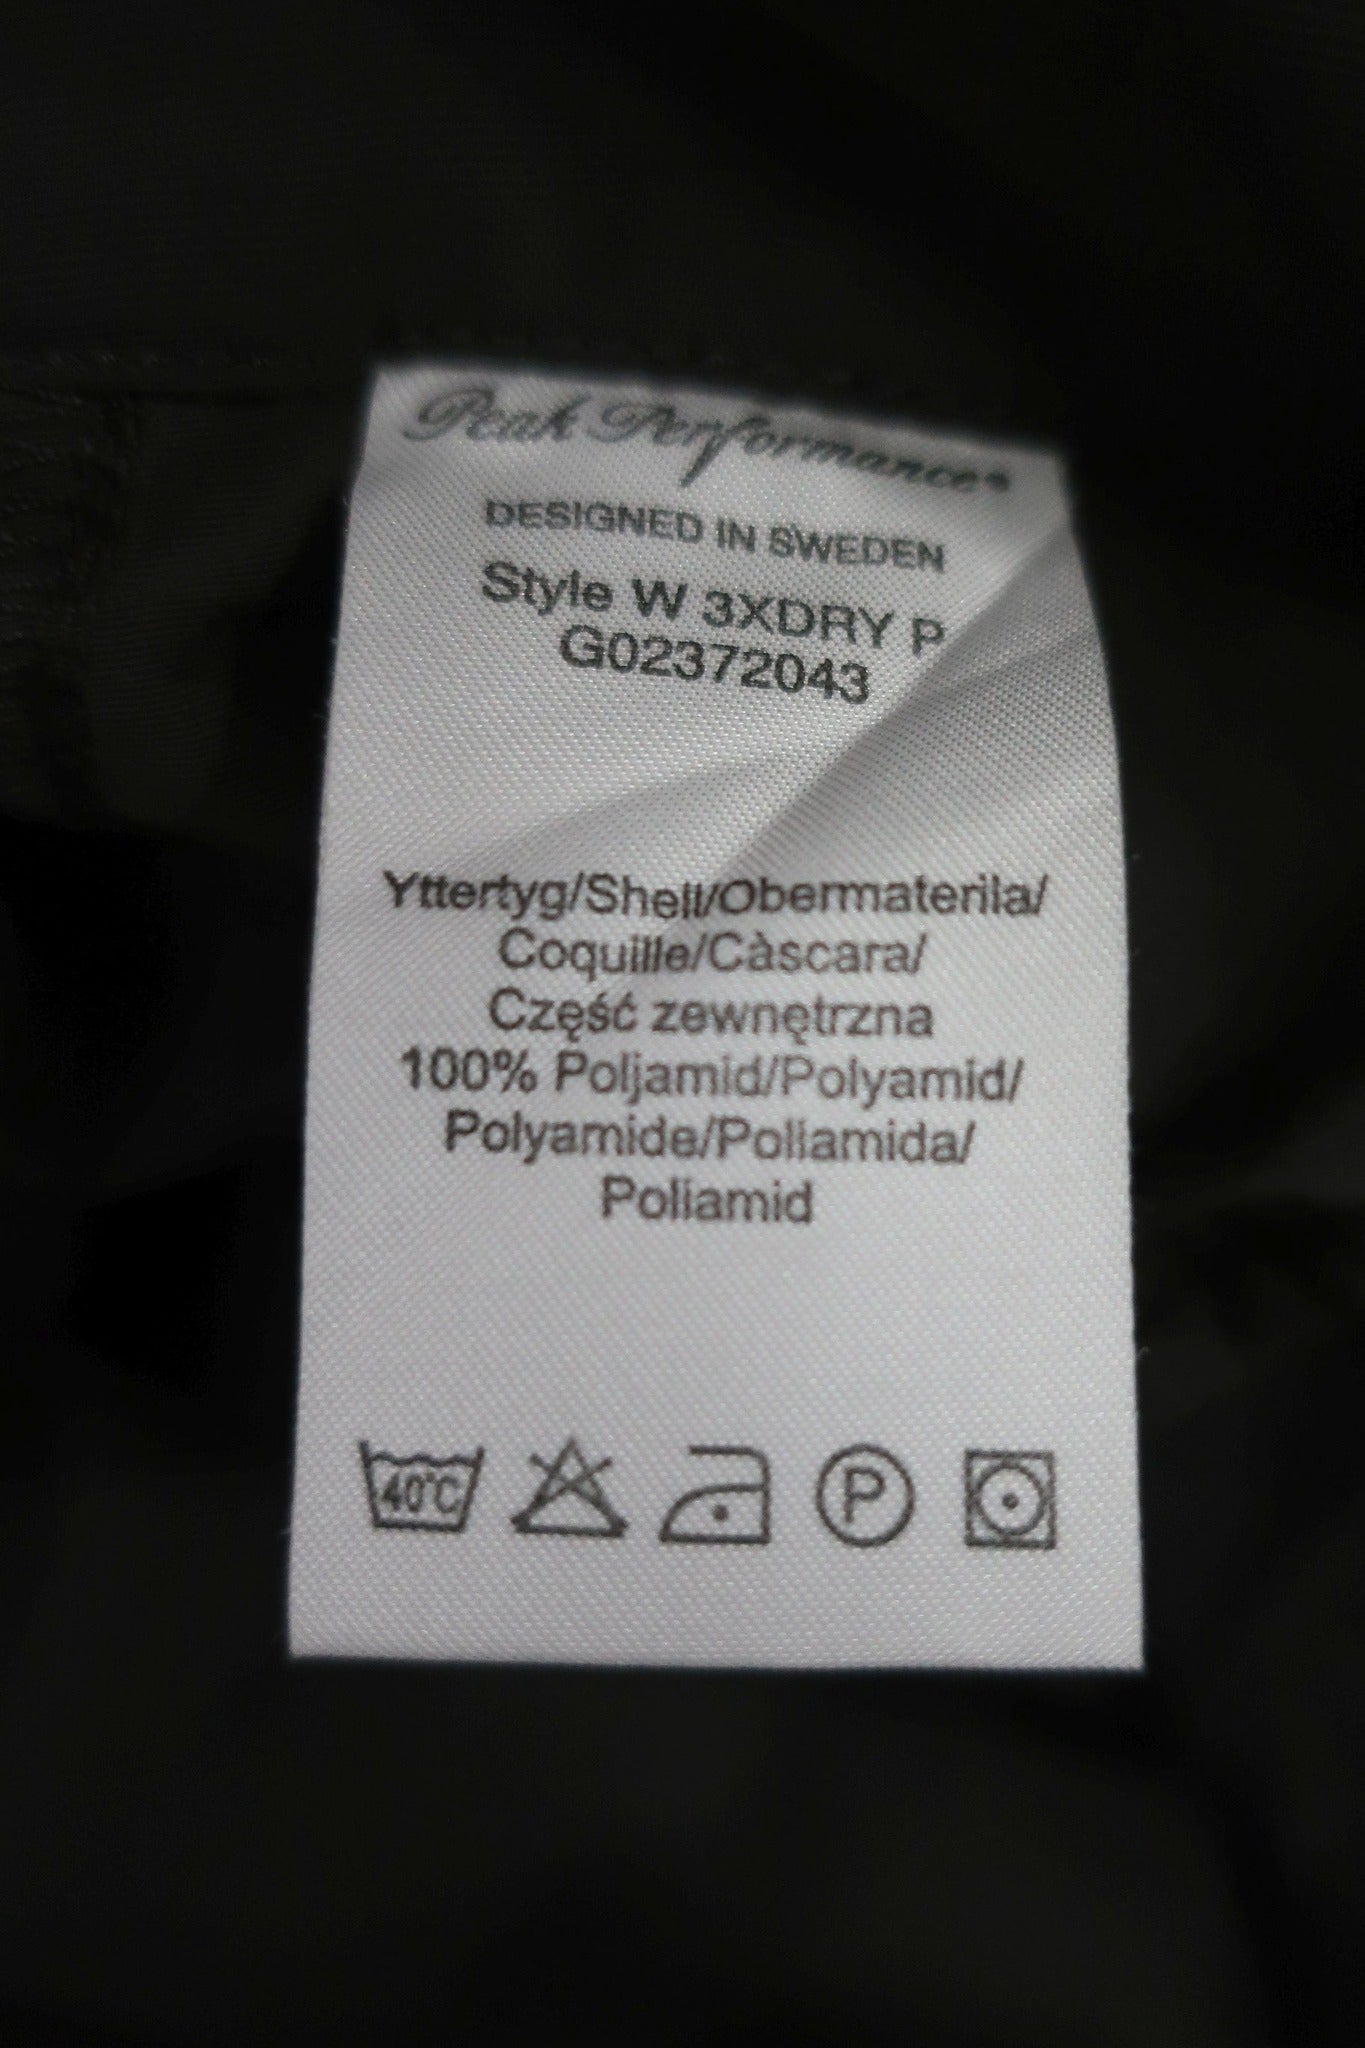 Peak Performance®
DESIGNED IN SWEDEN
Style W 3XDRY P
G02372043
Yttertyg/Shell/Obermaterila/
Coquille/Càscara/
Część zewnętrzna
100% Poljamid/Polyamid/
Polyamide/Poliamida/
Poliamid
40°C P